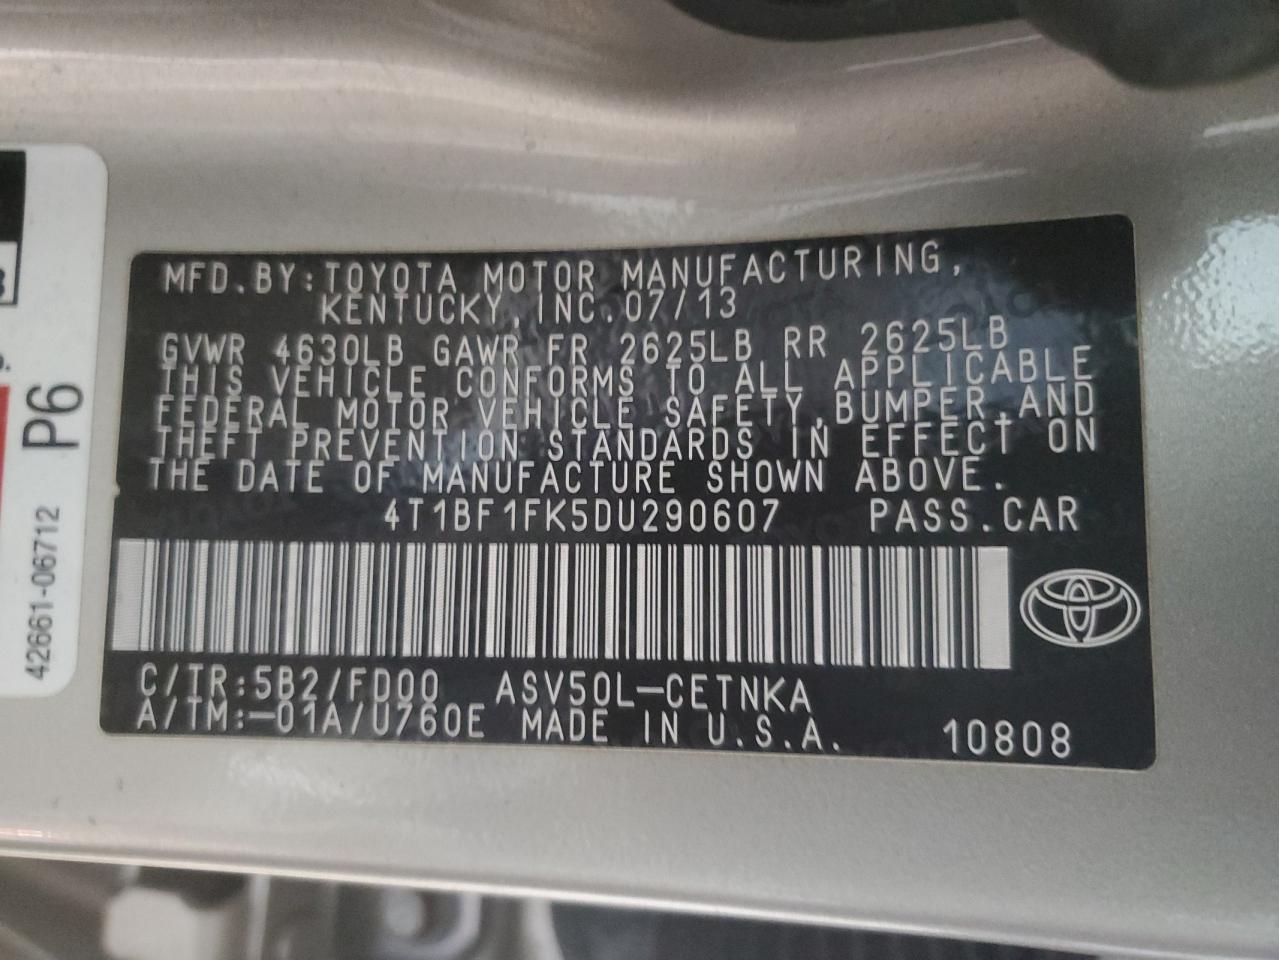 MFD.BY:TOYOTA MOTOR MANUFACTURING,
KENTUCKY, INC. 07/13
GVWR 4630LB GAWR FR 2625LB RR 2625LB
THIS VEHICLE CONFORMS TO ALL APPLICABLE
FEDERAL MOTOR VEHICLE SAFETY, BUMPER, AND
THEFT PREVENTION STANDARDS IN EFFECT ON
THE DATE OF MANUFACTURE SHOWN ABOVE.
4T1BF1FK5DU290607 PASS.CAR
C/TR:5B2/FD00 ASV50L-CETNKA
A/TM:-01A/U760E MADE IN U.S.A. 10808
P6
42661-06712